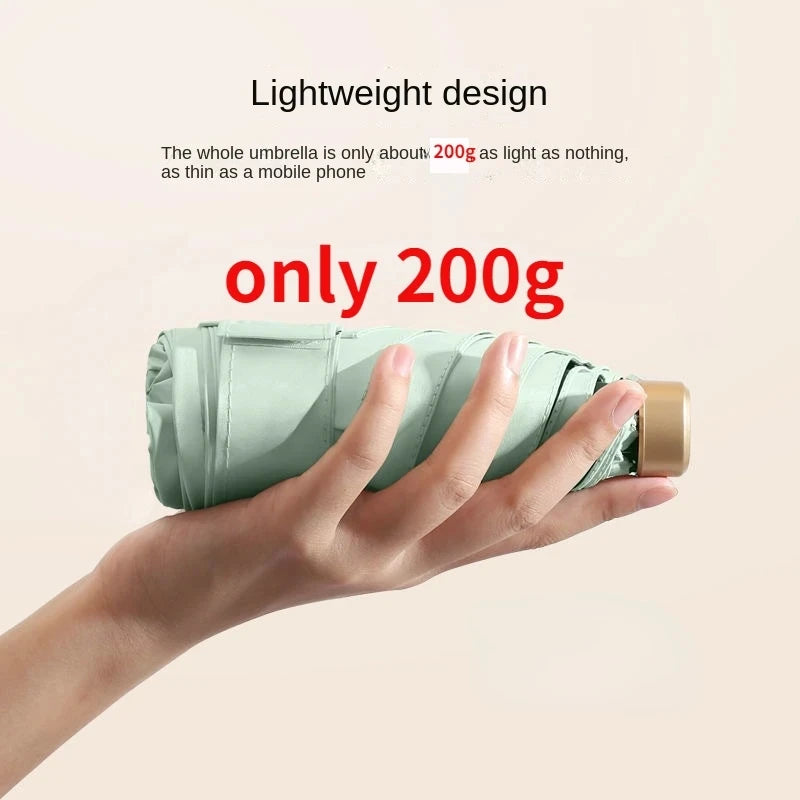 Lightweight design
The whole umbrella is only about 200g as light as nothing,
as thin as a mobile phone
only 200g